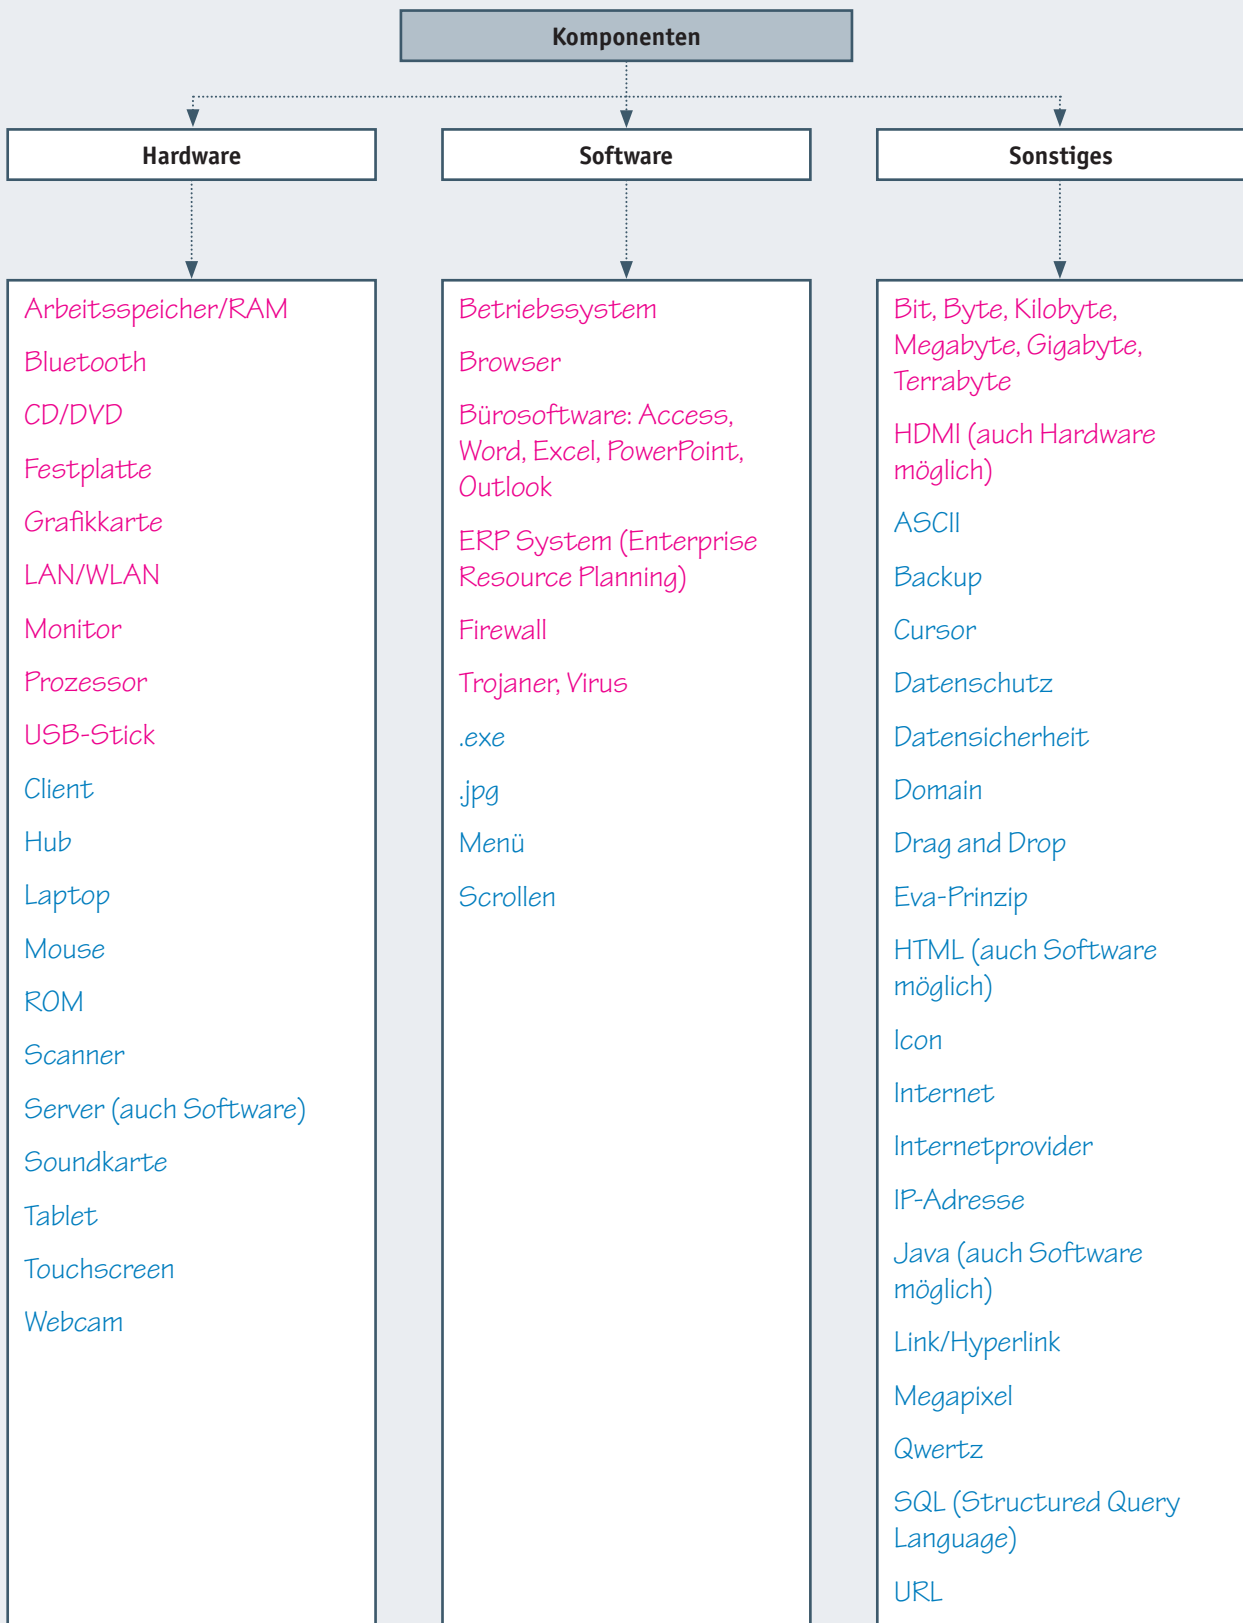 Komponenten
Hardware
Software
Sonstiges
Arbeitsspeicher/RAM
Bluetooth
CD/DVD
Festplatte
Grafikkarte
LAN/WLAN
Monitor
Prozessor
USB-Stick
Client
Hub
Laptop
Mouse
ROM
Scanner
Server (auch Software)
Soundkarte
Tablet
Touchscreen
Webcam
Betriebssystem
Browser
Bürosoftware: Access,
Word, Excel, PowerPoint,
Outlook
ERP System (Enterprise
Resource Planning)
Firewall
Trojaner, Virus
.exe
.jpg
Menü
Scrollen
Bit, Byte, Kilobyte,
Megabyte, Gigabyte,
Terrabyte
HDMI (auch Hardware
möglich)
ASCII
Backup
Cursor
Datenschutz
Datensicherheit
Domain
Drag and Drop
Eva-Prinzip
HTML (auch Software
möglich)
Icon
Internet
Internetprovider
IP-Adresse
Java (auch Software
möglich)
Link/Hyperlink
Megapixel
Qwertz
SQL (Structured Query
Language)
URL